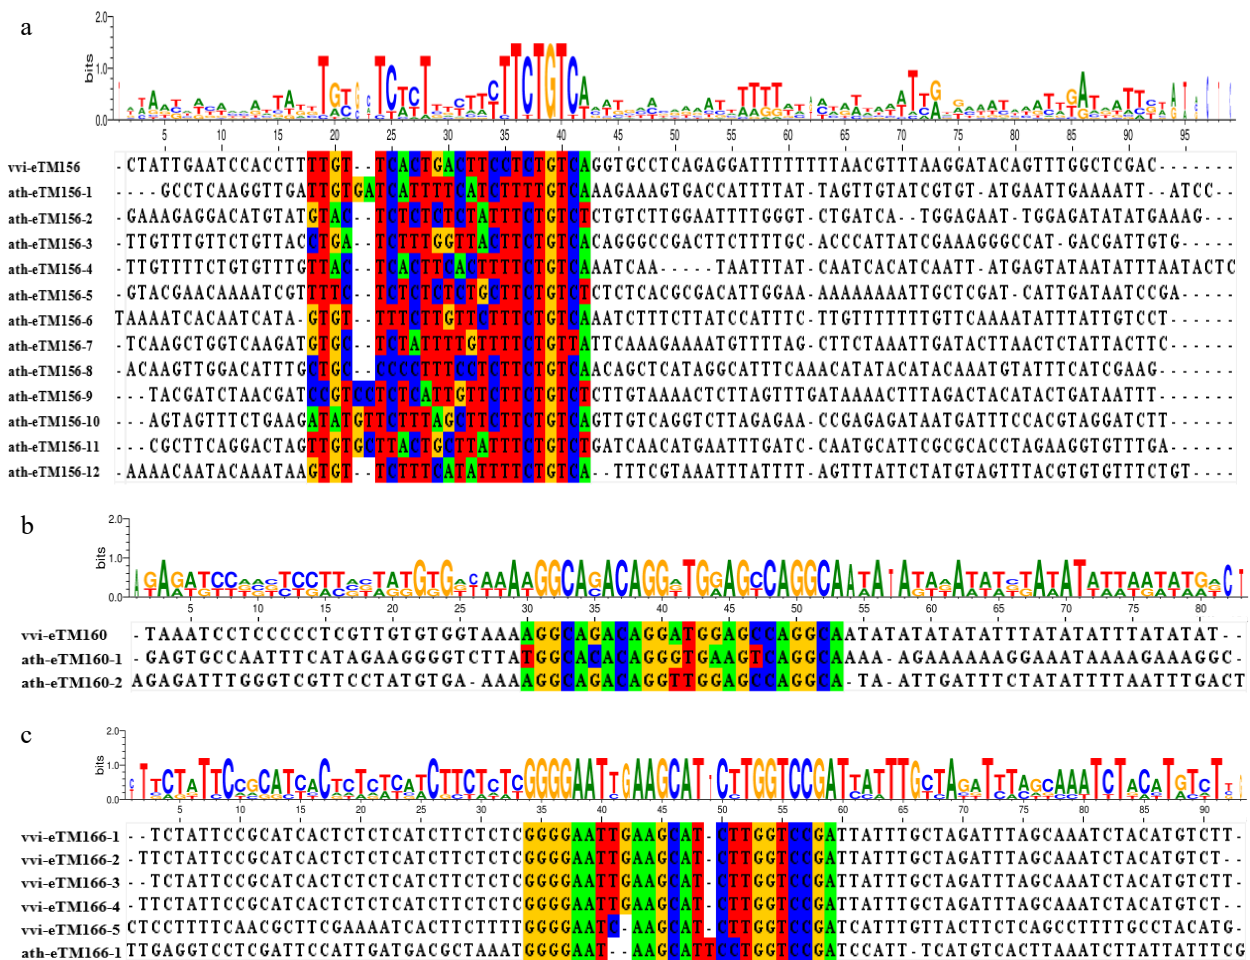 a
2.0
bits
1.0
0.0
5 10 15 20 25 30 35 40 45 50 55 60 65 70 75 80 85 90 95
vvi-eTM156 -CTATTGAATCCACCTTTTGT--TCACTGACTTCCTCTGTCAGGTGCCTCAGAGGATTTTTTTTTAACGTTTAAGGATACAGTTTGGCTCGAC-------
ath-eTM156-1 ----GCCTCAAGGTTGATTGTGATCATTTTCATCTTTTGTCAAAGAAAGTGACCATTTTAT-TAGTTGTATCGTGT-ATGAATTGAAAATT--ATCC--
ath-eTM156-2 -GAAAGAGGACATGTATGTAC--TCTCTCTCTATTTCTGTCTCTGTCTTGGAATTTTGGGT-CTGATCA--TGGAGAAT-TGGAGATATATGAAAG---
ath-eTM156-3 -TTGTTTGTTCTGTTACCTGA--TCTTTGGTTACTTCTGTCACAGGGCCGACTTCTTTTGC-ACCCATTATCGAAAGGGCCAT-GACGATTGTG-----
ath-eTM156-4 -TTGTTTTCTGTGTTTGTTAC--TCACTTCACTTTTCTGTCAAATCAA-----TAATTTAT-CAATCACATCAATT-ATGAGTATAATATTTAATACTC
ath-eTM156-5 -GTACGAACAAAATCGTTTTC--TCTCTCTCTGCTTCTGTCTCTCTCACGCGACATTGGAA-AAAAAAAATTGCTCGAT-CATTGATAATCCGA-----
ath-eTM156-6 TAAAATCACAATCATA-GTGT--TTTCTTGTTCTTTCTGTCAAATCTTTCTTATCCATTTC-TTGTTTTTTTGTTCAAAATATTTATTGTCCT------
ath-eTM156-7 -TCAAGCTGGTCAAGATGTGC--TCTATTTTGTTTTCTGTTATTCAAAGAAAATGTTTTAG-CTTCTAAATTGATACTTAACTCTATTACTTC------
ath-eTM156-8 -ACAAGTTGGACATTTGCTGC--CCCCTTTCCTCTTCTGTCAACAGCTCATAGGCATTTCAAACATATACATACAAATGTATTTCATCGAAG-------
ath-eTM156-9 ---TACGATCTAACGATCCGTCCTCTCATTGTTCTTCTGTCTCTTGTAAAACTCTTAGTTTGATAAAACTTTAGACTACATACTGATAATTT-------
ath-eTM156-10 ---AGTAGTTTCTGAAGATATGTTCTTTAGCTTCTTCTGTCAGTTGTCAGGTCTTAGAGAA-CCGAGAGATAATGATTTCCACGTAGGATCTT------
ath-eTM156-11 ---CGCTTCAGGACTAGTTGTGCTTACTGCTTATTTCTGTCTGATCAACATGAATTTGATC-CAATGCATTCGCGCACCTAGAAGGTGTTTGA------
ath-eTM156-12 -AAAACAATACAAATAAGTGT--TCTTTCATATTTTCTGTCA--TTTCGTAAATTTATTTT-AGTTTATTCTATGTAGTTTACGTGTGTTTCTGT----
b
2.0
bits
1.0
0.0
5 10 15 20 25 30 35 40 45 50 55 60 65 70 75 80
vvi-eTM160 -TAAATCCTCCCCCTCGTTGTGTGGTAAAAAGGCAGACAGGATGGAGCCAGGCAATATATATATATTTATATATTTATATAT--
ath-eTM160-1 -GAGTGCCAATTTCATAGAAGGGGTCTTATGGCACACAGGGTGAAGTCAGGCAAAA-AGAAAAAAGGAAATAAAAGAAAGGC-
ath-eTM160-2 AGAGATTTGGGTCGTTCCTATGTGA-AAAAGGCAGACAGGTTGGAGCCAGGCA-TA-ATTGATTTCTATATTTTAATTTGACT
c
2.0
bits
1.0
0.0
5 10 15 20 25 30 35 40 45 50 55 60 65 70 75 80 85 90
vvi-eTM166-1 --TCTATTCCGCATCACTCTCTCATCTTCTCTCGGGGAATTGAAGCAT-CTTGGTCCGATTATTTGCTAGATTTAGCAAATCTACATGTCTT-
vvi-eTM166-2 -TTCTATTCCGCATCACTCTCTCATCTTCTCTCGGGGAATTGAAGCAT-CTTGGTCCGATTATTTGCTAGATTTAGCAAATCTACATGTCT--
vvi-eTM166-3 --TCTATTCCGCATCACTCTCTCATCTTCTCTCGGGGAATTGAAGCAT-CTTGGTCCGATTATTTGCTAGATTTAGCAAATCTACATGTCTT-
vvi-eTM166-4 -TTCTATTCCGCATCACTCTCTCATCTTCTCTCGGGGAATTGAAGCAT-CTTGGTCCGATTATTTGCTAGATTTAGCAAATCTACATGTCT--
vvi-eTM166-5 CTCCTTTTCAACGCTTCGAAAATCACTTCTTTTGGGGAATC-AAGCAT-CTTGGTCCGATCATTTGTTACTTCTCAGCCTTTTGCCTACATG-
ath-eTM166-1 TTGAGGTCCTCGATTCCATTGATGACGCTAAATGGGGAAT--AAGCATTCCTGGTCCGATCCATT-TCATGTCACTTAAATCTTATTATTTCG